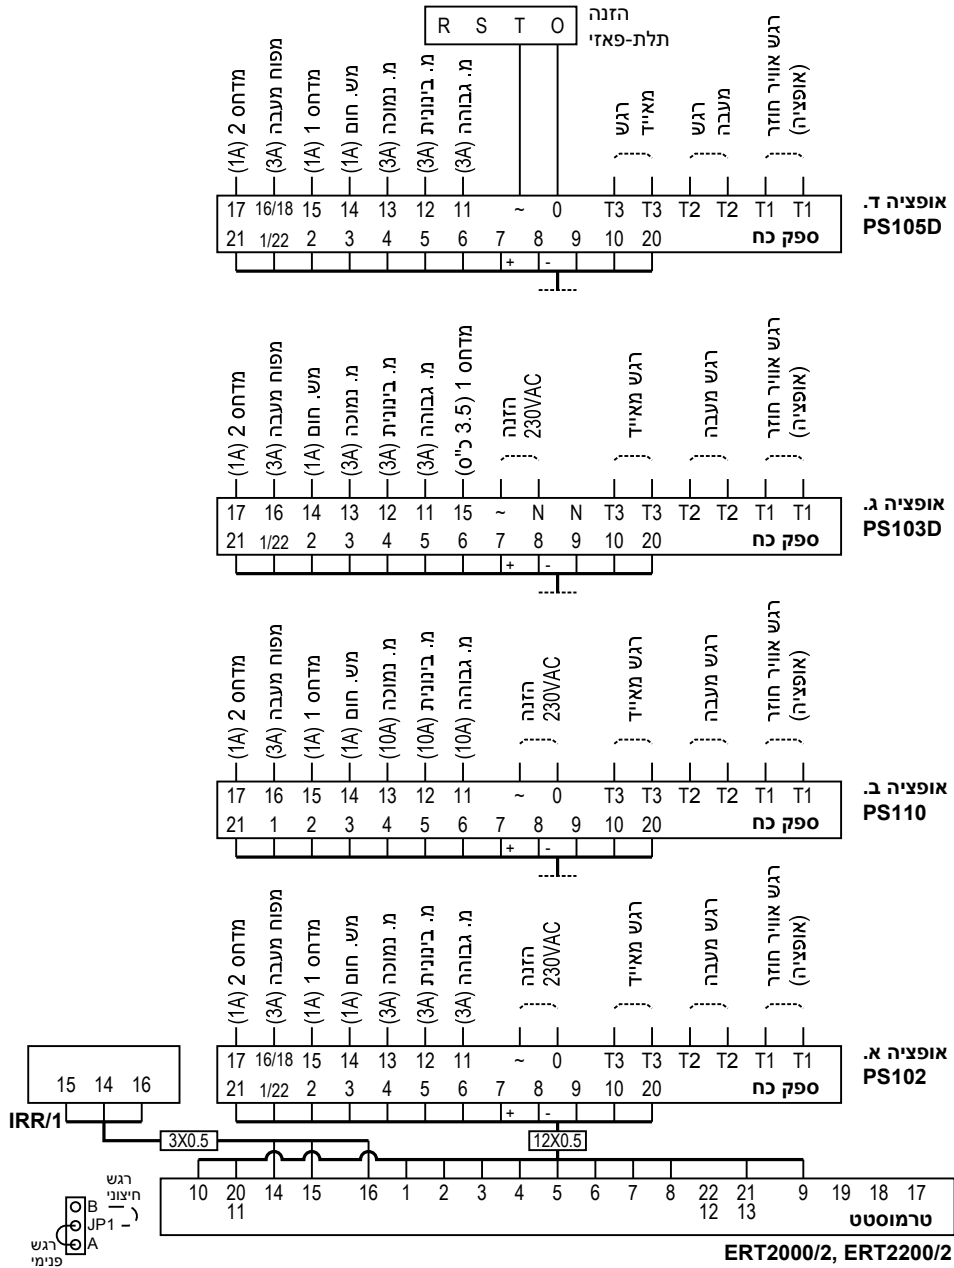 הזנה
תלת-פאזי
R S T O
מדחס 2 (1A)
מפוח מעבה (3A)
מדחס 1 (1A)
מש. חום (1A)
מ. נמוכה (3A)
מ. בינונית (3A)
מ. גבוהה (3A)
רגש
מאייד
רגש
מעבה
רגש אוויר חוזר
(אופציה)
17 16/18 15 14 13 12 11 ~ 0 T3 T3 T2 T2 T1 T1
21 1/22 2 3 4 5 6 7 8 9 10 20 ספק כח
+ -
אופציה ד.
PS105D
מדחס 2 (1A)
מפוח מעבה (3A)
מש. חום (1A)
מ. נמוכה (3A)
מ. בינונית (3A)
מ. גבוהה (3A)
מדחס 1 (3.5 כ"ס)
הזנה
230VAC
רגש מאייד
רגש מעבה
רגש אוויר חוזר
(אופציה)
17 16 14 13 12 11 15 ~ N N T3 T3 T2 T2 T1 T1
21 1/22 2 3 4 5 6 7 8 9 10 20 ספק כח
+ -
אופציה ג.
PS103D
מדחס 2 (1A)
מפוח מעבה (3A)
מדחס 1 (1A)
מש. חום (1A)
מ. נמוכה (10A)
מ. בינונית (10A)
מ. גבוהה (10A)
הזנה
230VAC
רגש מאייד
רגש מעבה
רגש אוויר חוזר
(אופציה)
17 16 15 14 13 12 11 ~ 0 T3 T3 T2 T2 T1 T1
21 1 2 3 4 5 6 7 8 9 10 20 ספק כח
+ -
אופציה ב.
PS110
מדחס 2 (1A)
מפוח מעבה (3A)
מדחס 1 (1A)
מש. חום (1A)
מ. נמוכה (3A)
מ. בינונית (3A)
מ. גבוהה (3A)
הזנה
230VAC
רגש מאייד
רגש מעבה
רגש אוויר חוזר
(אופציה)
17 16/18 15 14 13 12 11 ~ 0 T3 T3 T2 T2 T1 T1
21 1/22 2 3 4 5 6 7 8 9 10 20 ספק כח
+ -
אופציה א.
PS102
15 14 16
IRR/1
3X0.5
12X0.5
10 20 14 15 16 1 2 3 4 5 6 7 8 22 21 9 19 18 17
11 12 13
טרמוסטט
ERT2000/2, ERT2200/2
רגש
חיצוני
B
JP1
A
רגש
פנימי